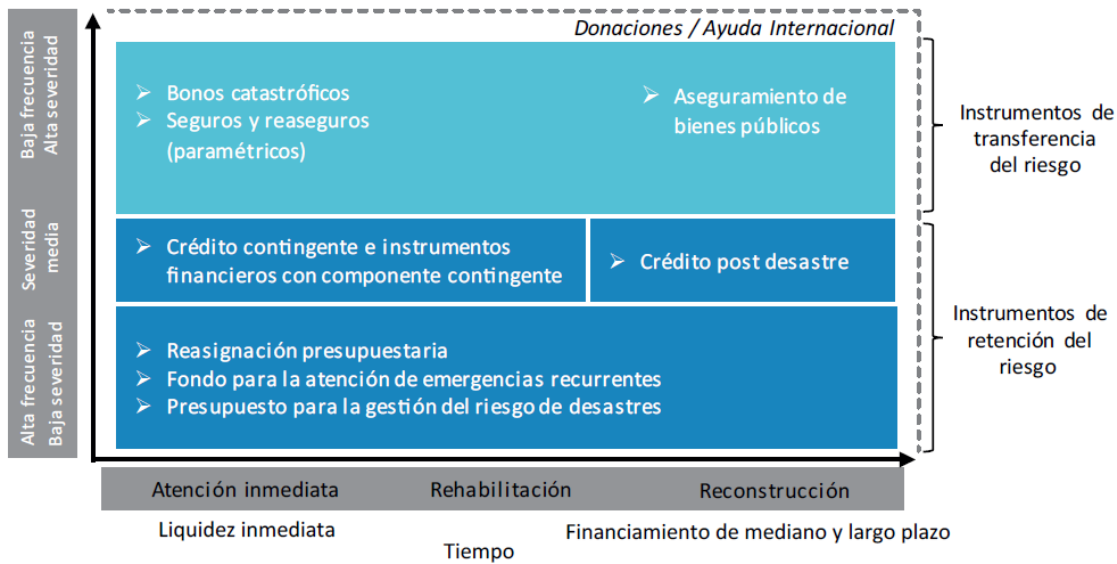 Donaciones / Ayuda Internacional
Baja frecuencia
Alta severidad
➢ Bonos catastróficos
➢ Seguros y reaseguros
(paramétricos)
➢ Aseguramiento de
bienes públicos
Instrumentos de
transferencia
del riesgo
Severidad
media
➢ Crédito contingente e instrumentos
financieros con componente contingente
➢ Crédito post desastre
Alta frecuencia
Baja severidad
➢ Reasignación presupuestaria
➢ Fondo para la atención de emergencias recurrentes
➢ Presupuesto para la gestión del riesgo de desastres
Instrumentos de
retención del
riesgo
Atención inmediata
Rehabilitación
Reconstrucción
Liquidez inmediata
Financiamiento de mediano y largo plazo
Tiempo